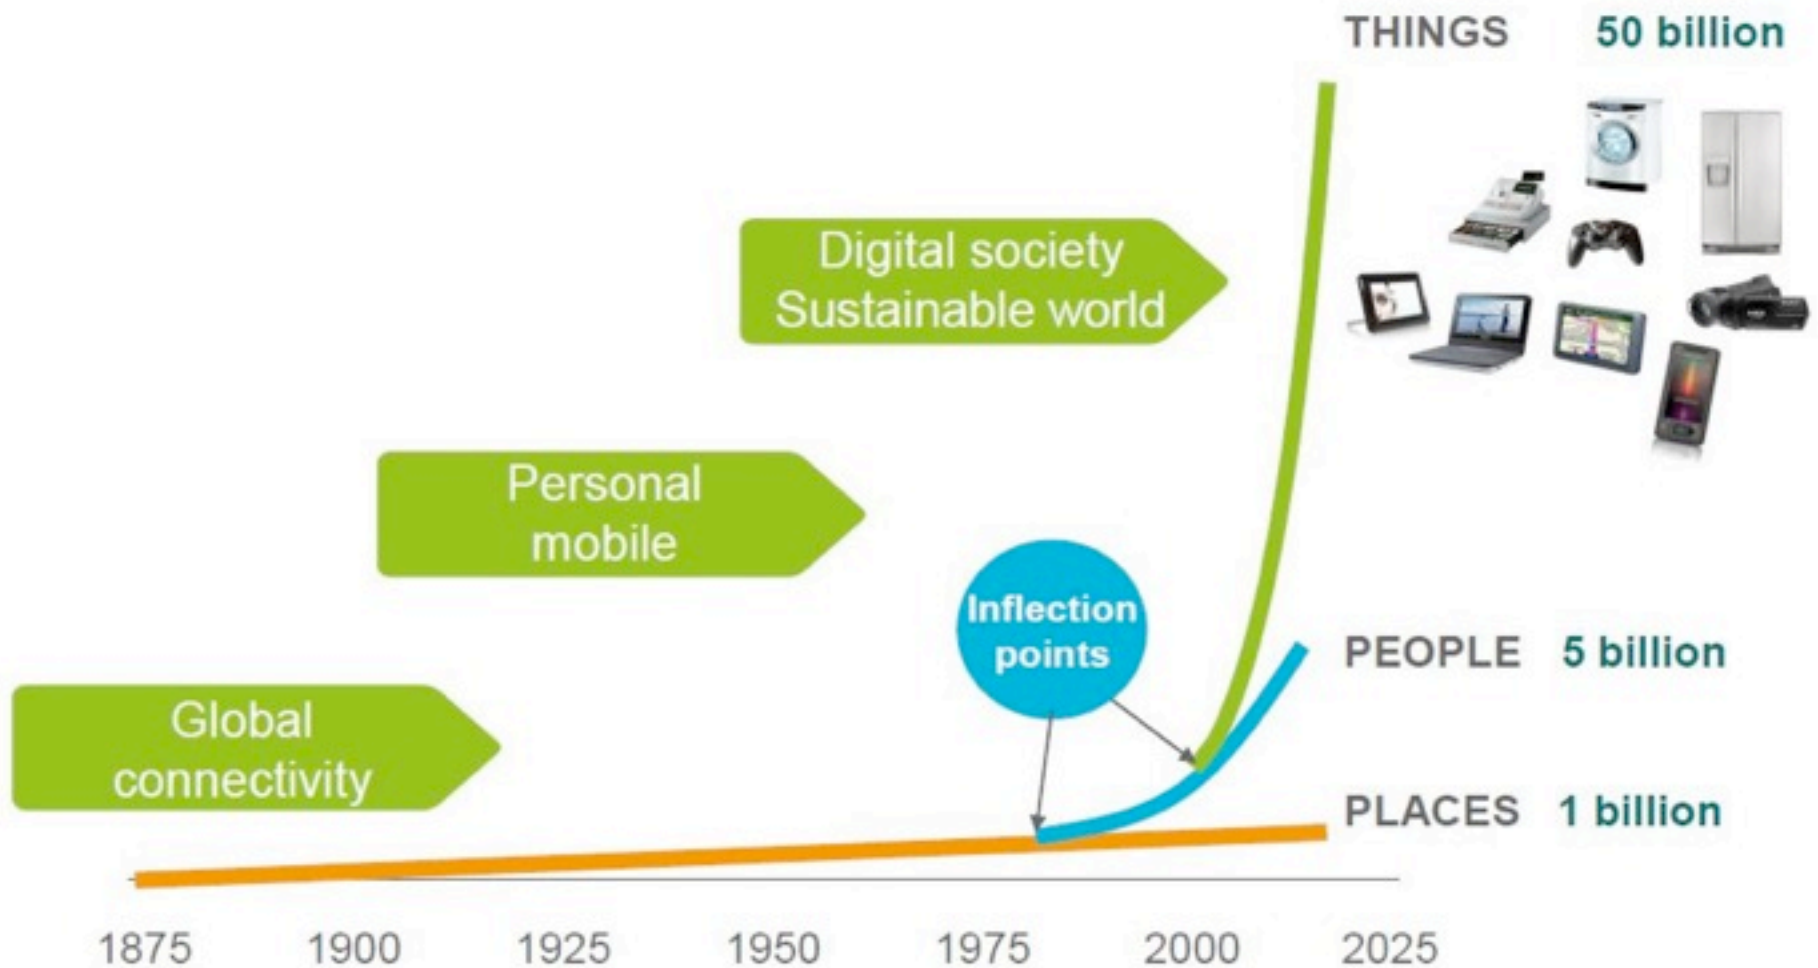 THINGS 50 billion
Digital society
Sustainable world
Personal
mobile
Inflection
points
PEOPLE 5 billion
Global
connectivity
PLACES 1 billion
1875 1900 1925 1950 1975 2000 2025